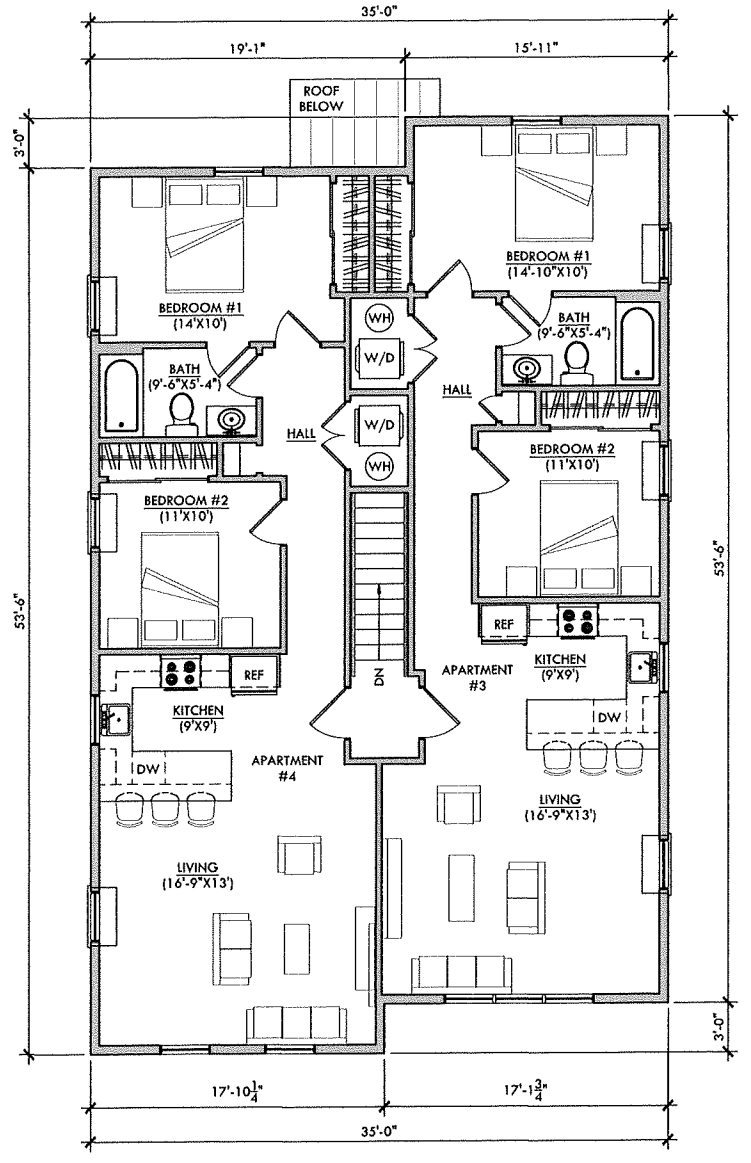 35'-0"
19'-1"
15'-11"
ROOF
BELOW
3'-0"
BEDROOM #1
(14'-10"X10')
BEDROOM #1
(14'X10')
WH
W/D
BATH
(9'-6"X5'-4")
BATH
(9'-6"X5'-4")
HALL
W/D
WH
HALL
BEDROOM #2
(11'X10')
BEDROOM #2
(11'X10')
53'-6"
53'-6"
REF
KITCHEN
(9'X9')
APARTMENT
#3
DN
REF
KITCHEN
(9'X9')
DW
APARTMENT
#4
DW
LIVING
(16'-9"X13')
LIVING
(16'-9"X13')
3'-0"
17'-10¼"
17'-1¾"
35'-0"